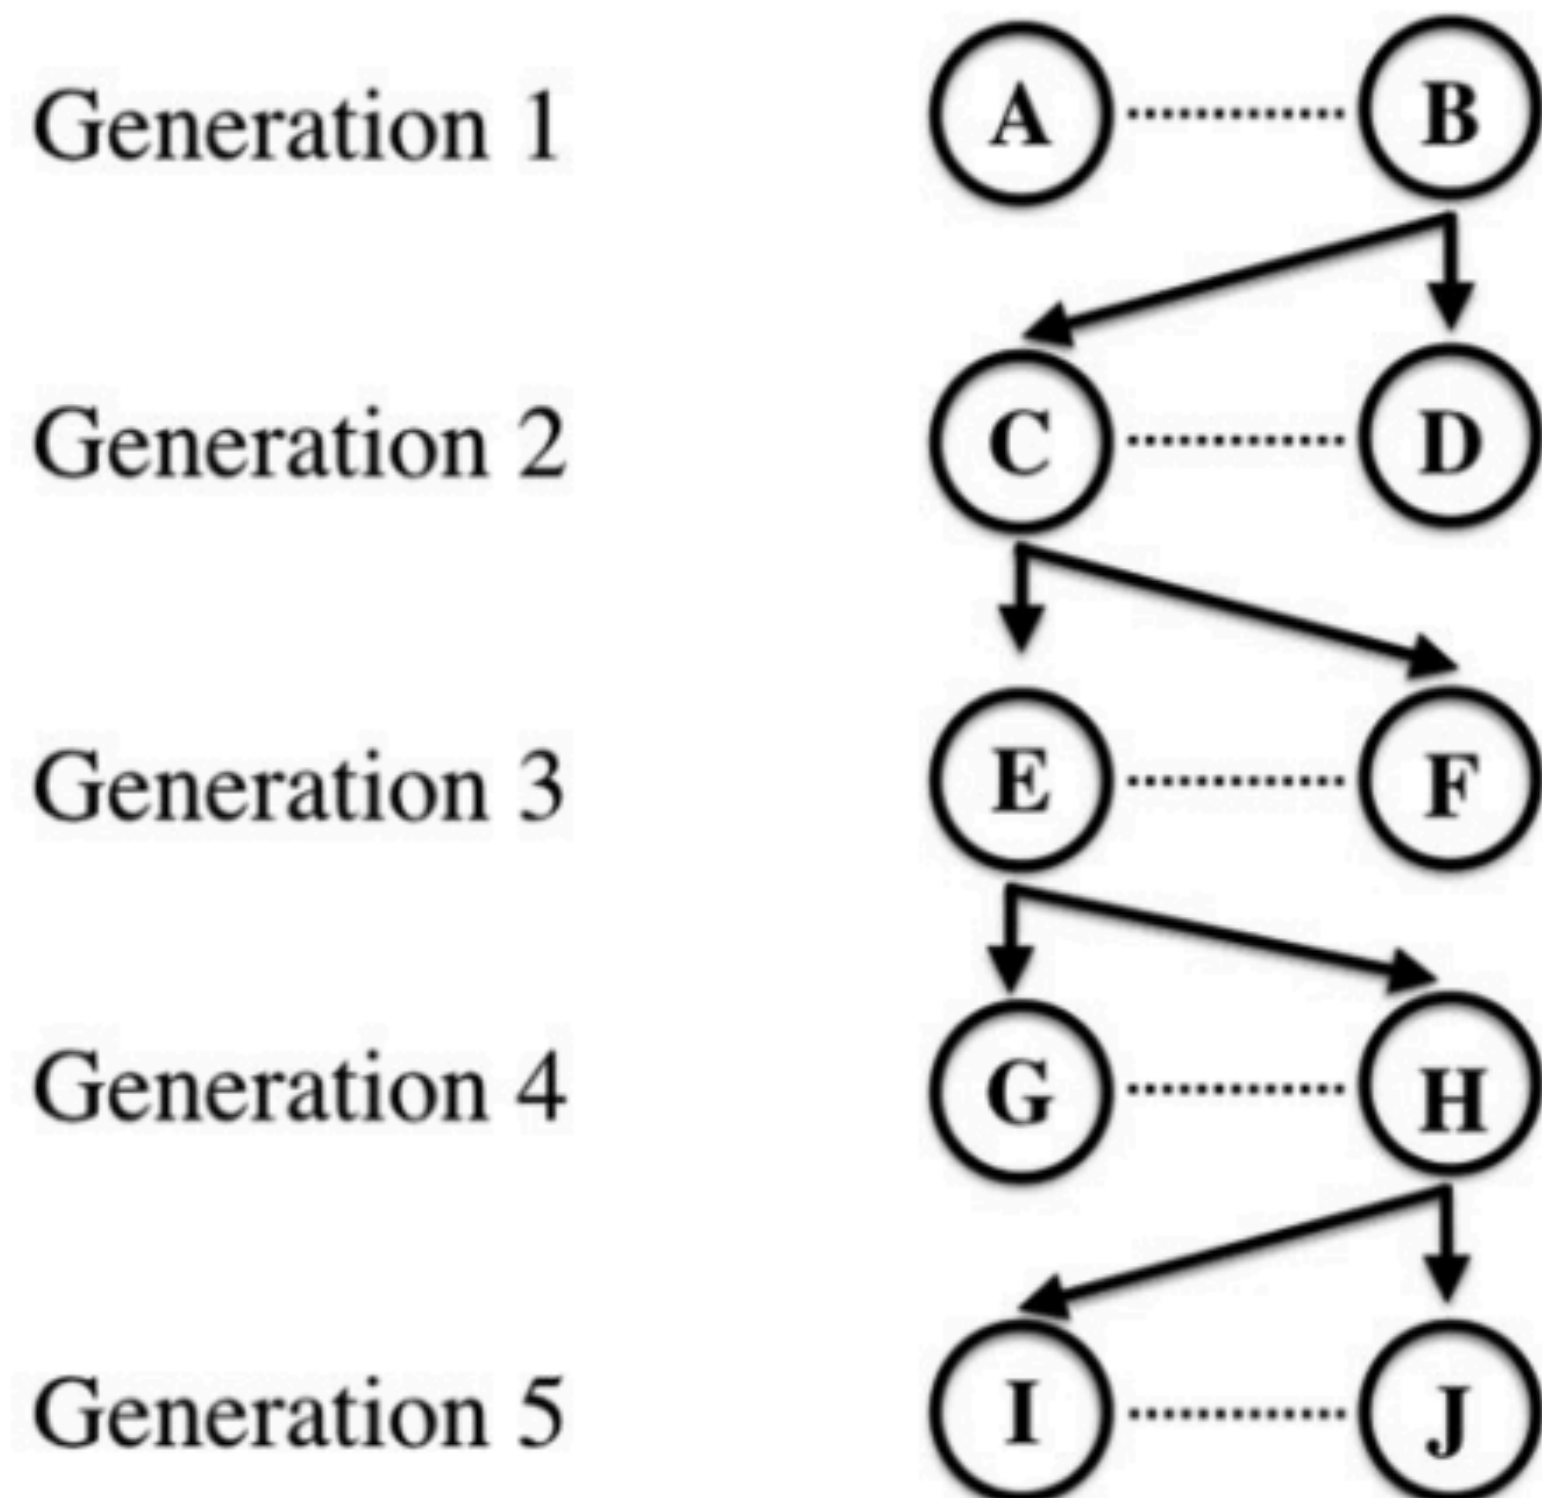 Generation 1 A B
Generation 2 C D
Generation 3 E F
Generation 4 G H
Generation 5 I J